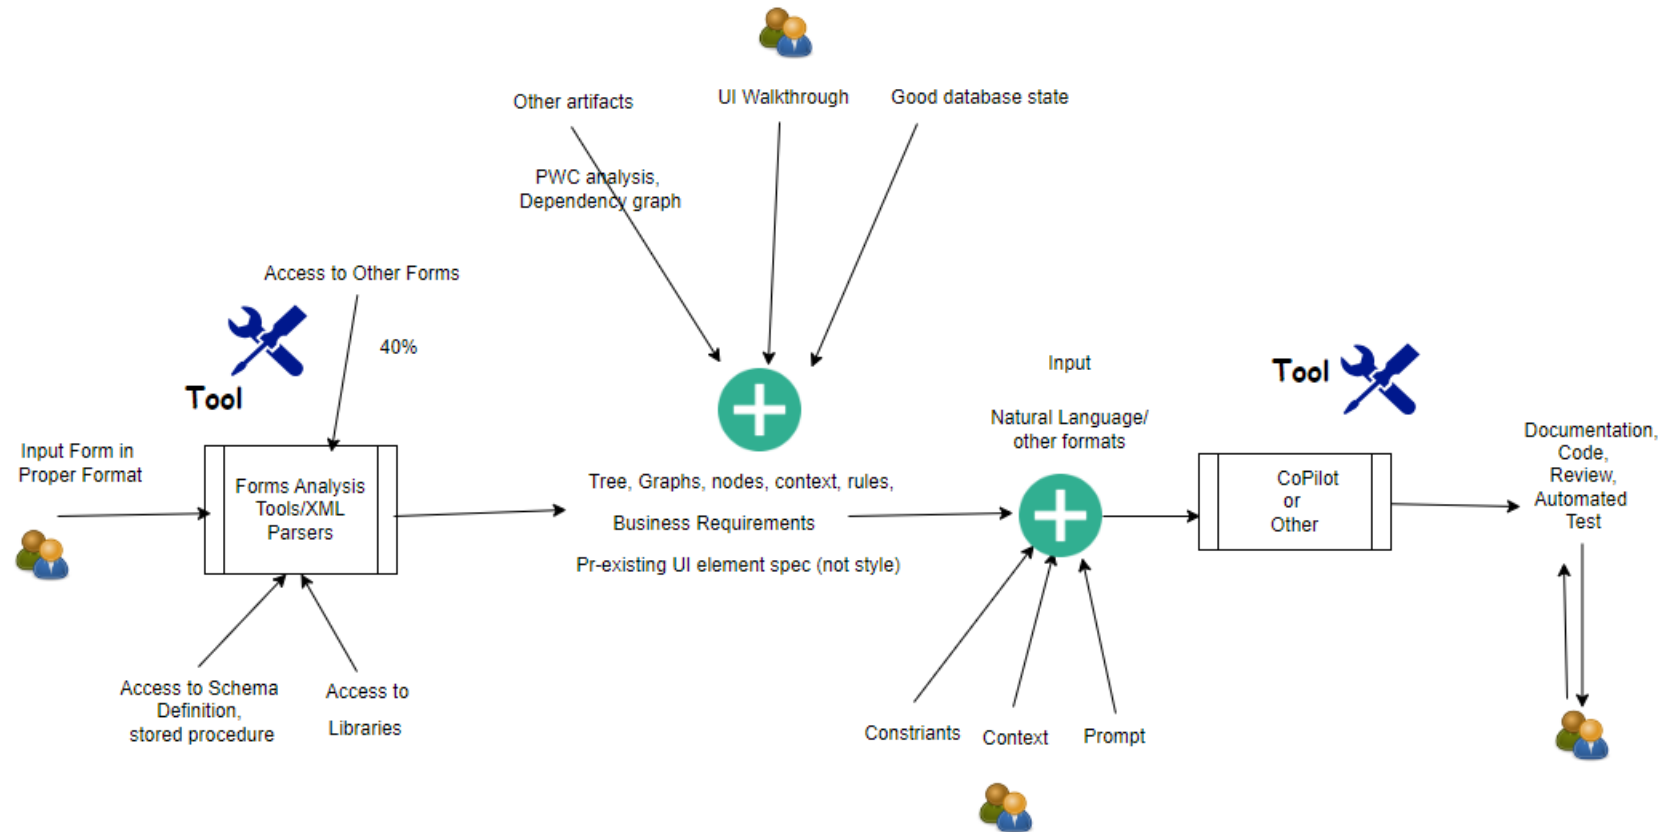 Other artifacts
UI Walkthrough
Good database state
PWC analysis,
Dependency graph
Access to Other Forms
40%
Tool
Input Form in
Proper Format
Forms Analysis
Tools/XML
Parsers
Access to Schema
Definition,
stored procedure
Access to
Libraries
Tree, Graphs, nodes, context, rules,
Business Requirements
Pr-existing UI element spec (not style)
Input
Natural Language/
other formats
Constriants
Context
Prompt
Tool
CoPilot
or
Other
Documentation,
Code,
Review,
Automated
Test